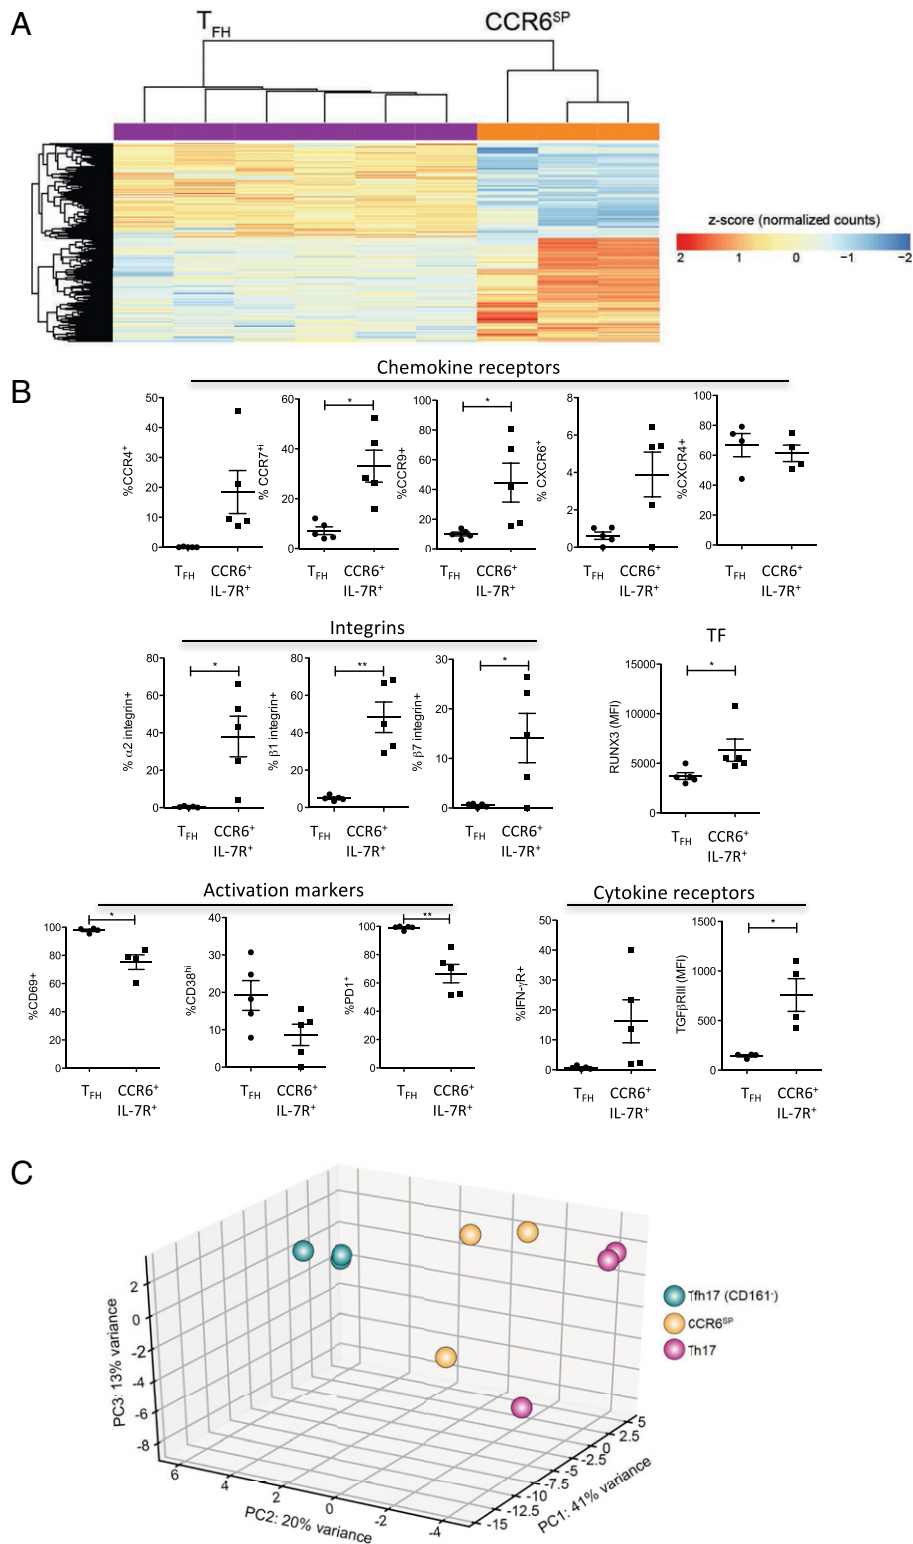 A
TFH CCR6SP
z-score (normalized counts)
2 1 0 -1 -2
B
Chemokine receptors
%CCR4+
50
40
30
20
10
0
TFH CCR6+
IL-7R+
% CCR7+i
60
40
20
0
*
TFH CCR6+
IL-7R+
%CCR9+
100
80
60
40
20
0
*
TFH CCR6+
IL-7R+
% CXCR6+
8
6
4
2
0
TFH CCR6+
IL-7R+
%CXCR4+
100
80
60
40
20
0
TFH CCR6+
IL-7R+
Integrins
% α2 integrin+
80
60
40
20
0
*
TFH CCR6+
IL-7R+
% β1 integrin+
80
60
40
20
0
**
TFH CCR6+
IL-7R+
% β7 integrin+
30
20
10
0
*
TFH CCR6+
IL-7R+
TF
RUNX3 (MFI)
15000
10000
5000
0
*
TFH CCR6+
IL-7R+
Activation markers
%CD69+
100
80
60
40
20
0
*
TFH CCR6+
IL-7R+
%CD38hi
40
30
20
10
0
TFH CCR6+
IL-7R+
%PD1+
100
80
60
40
20
0
**
TFH CCR6+
IL-7R+
Cytokine receptors
%IFN-γR+
50
40
30
20
10
0
TFH CCR6+
IL-7R+
TGFβRIII (MFI)
1500
1000
500
0
*
TFH CCR6+
IL-7R+
C
PC3: 13% variance
2
0
-2
-4
-6
-8
6 4 2 0 -2 -4
PC2: 20% variance
-15 -12.5 -10 -7.5 -5 -2.5 0 2.5 5
PC1: 41% variance
Tfh17 (CD161-)
CCR6SP
Th17